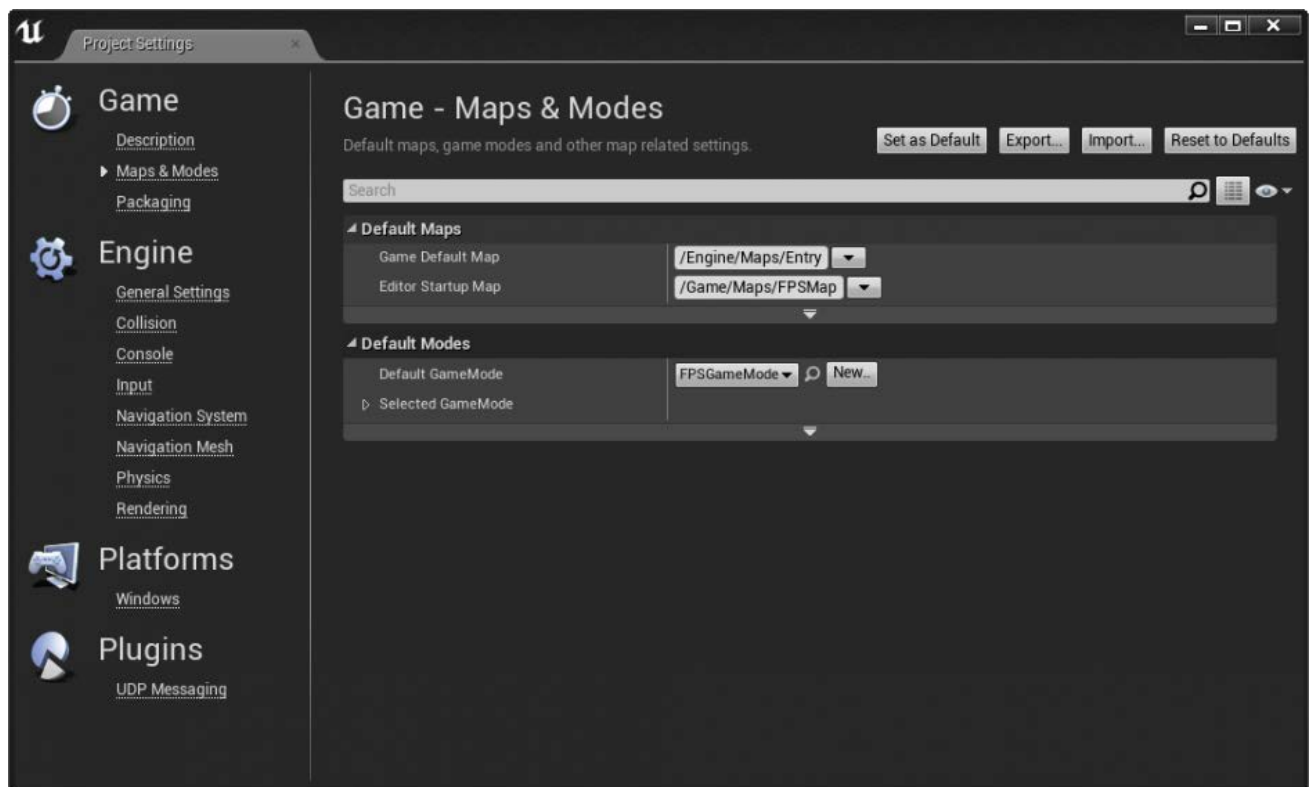 Project Settings
Game
Description
Maps & Modes
Packaging
Engine
General Settings
Collision
Console
Input
Navigation System
Navigation Mesh
Physics
Rendering
Platforms
Windows
Plugins
UDP Messaging
Game - Maps & Modes
Default maps, game modes and other map related settings.
Set as Default Export... Import... Reset to Defaults
Search
Default Maps
Game Default Map /Engine/Maps/Entry
Editor Startup Map /Game/Maps/FPSMap
Default Modes
Default GameMode FPSGameMode New..
Selected GameMode